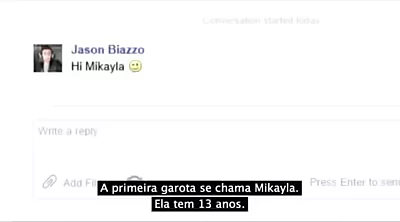 Conversation started today
Jason Biazzo
Hi Mikayla
Write a reply
A primeira garota se chama Mikayla.
Add Fil
Press Enter to sen
Ela tem 13 anos.